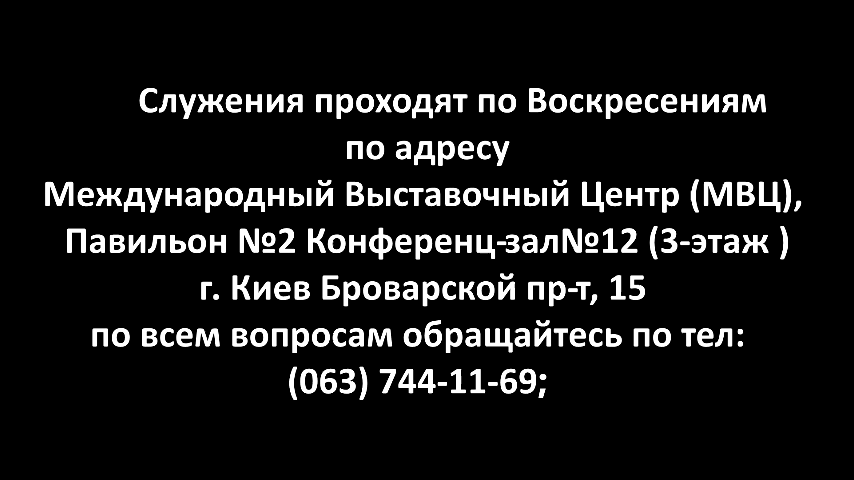 Служения проходят по Воскресениям
по адресу
Международный Выставочный Центр (МВЦ),
Павильон №2 Конференц-зал№12 (3-этаж )
г. Киев Броварской пр-т, 15
по всем вопросам обращайтесь по тел:
(063) 744-11-69;